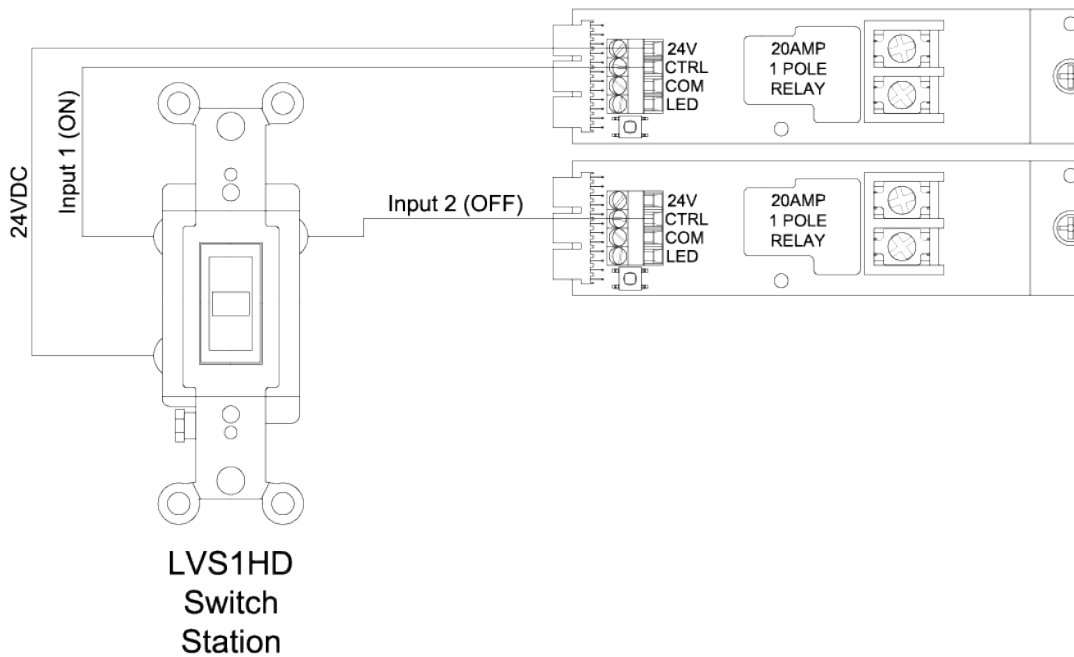 24V
CTRL
COM
LED
20AMP
1 POLE
RELAY
24VDC
Input 1 (ON)
Input 2 (OFF)
24V
CTRL
COM
LED
20AMP
1 POLE
RELAY
LVS1HD
Switch
Station